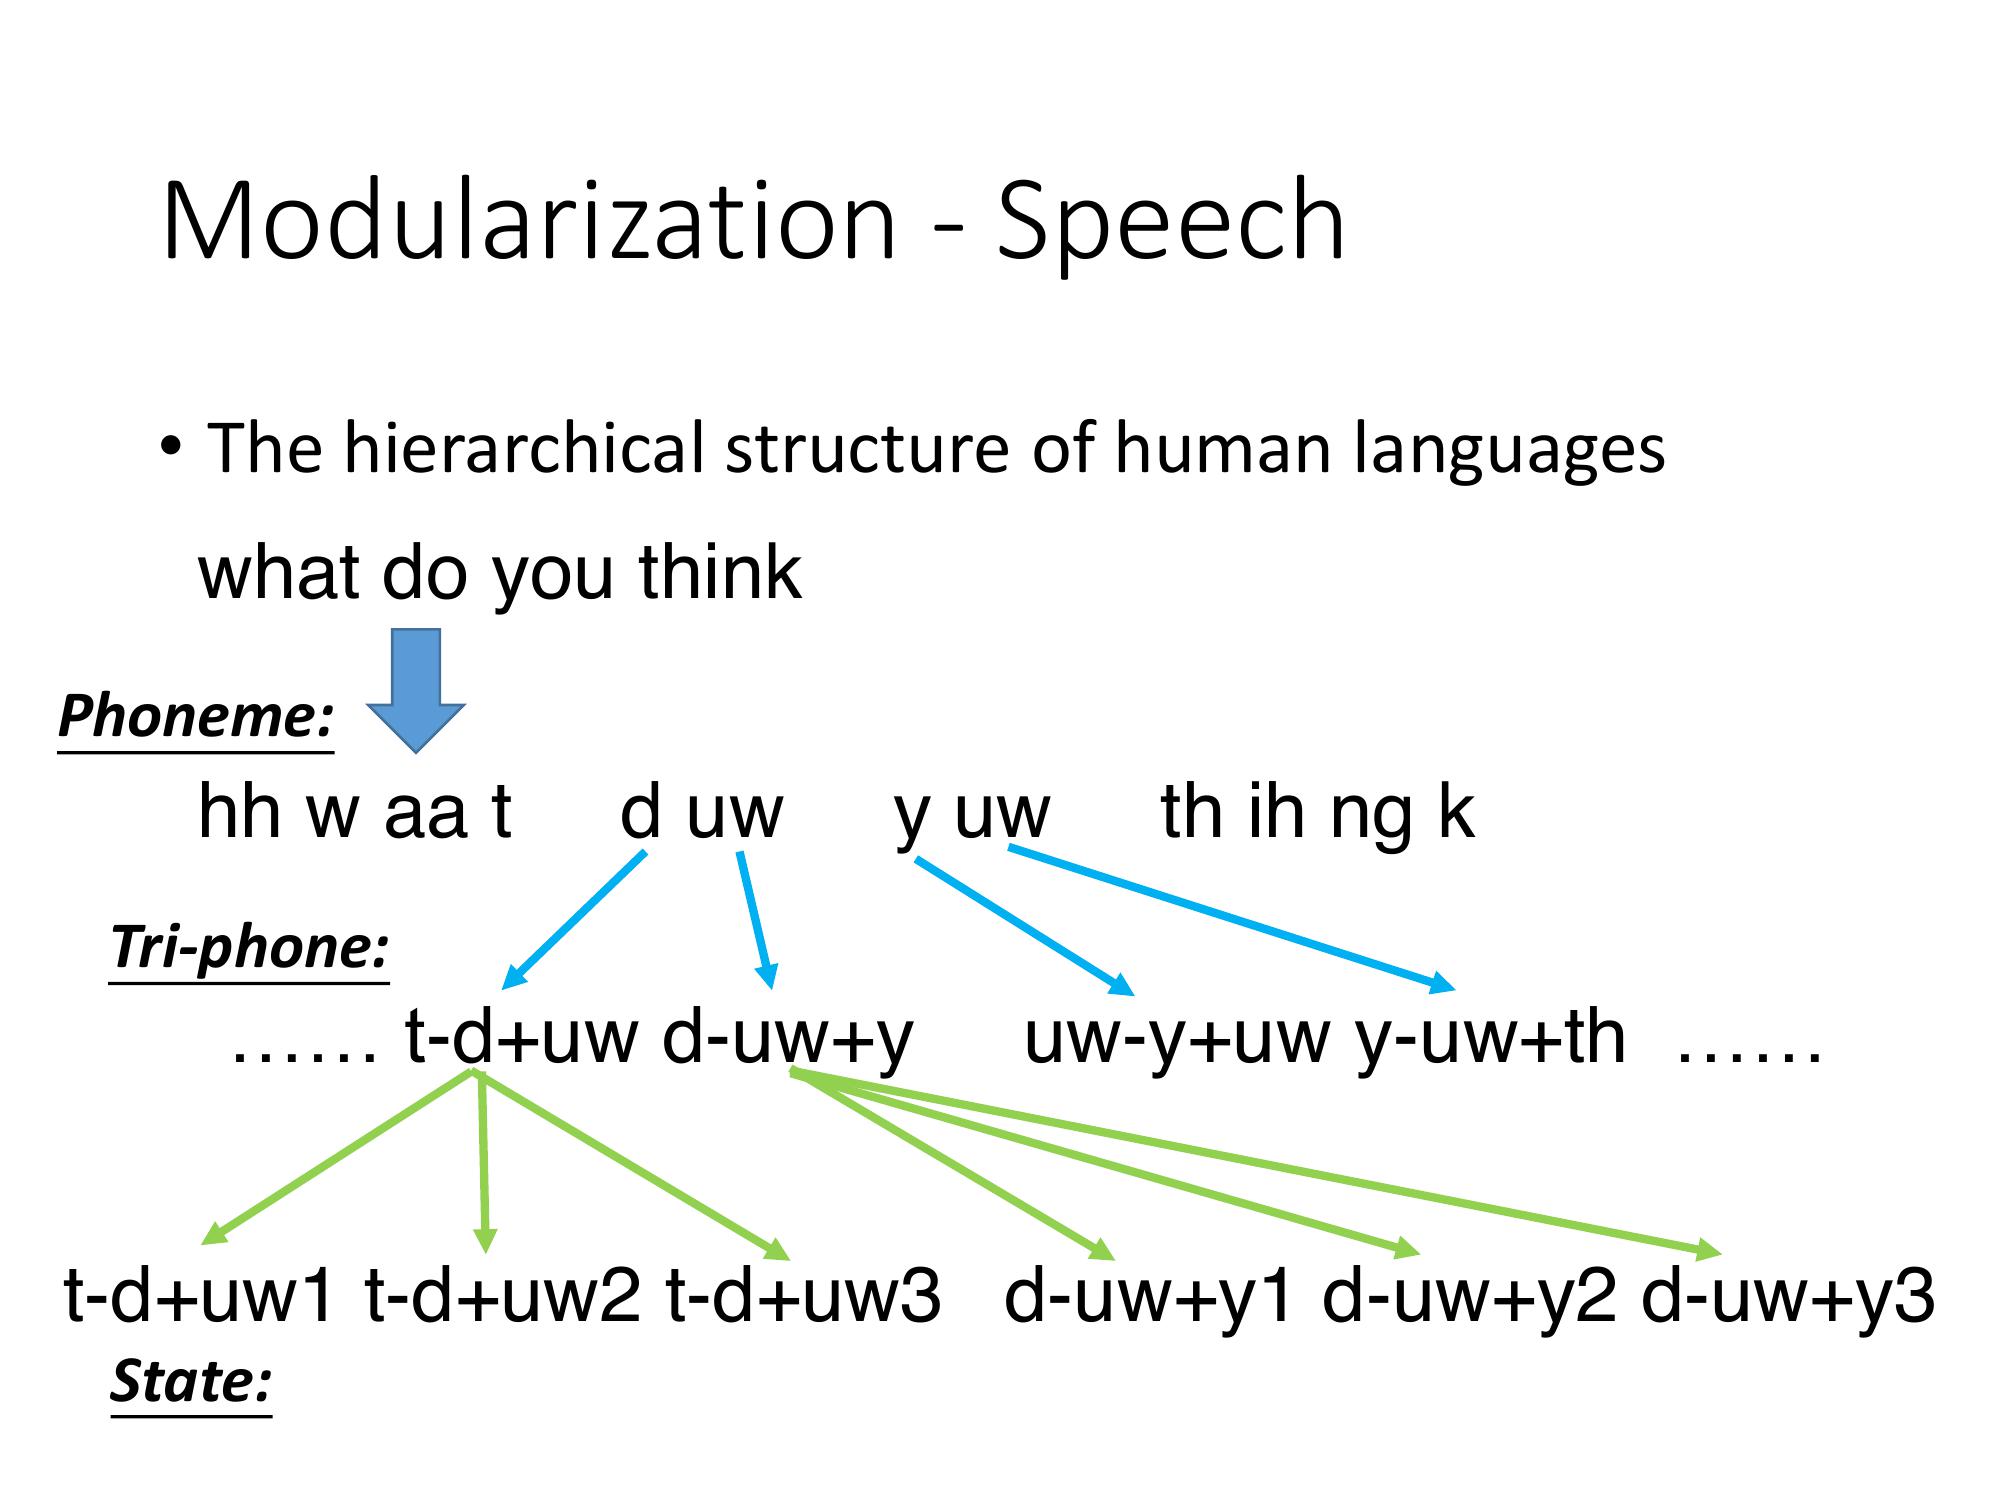 Modularization - Speech
• The hierarchical structure of human languages
what do you think
Phoneme:
hh w aa t d uw y uw th ih ng k
Tri-phone:
…… t-d+uw d-uw+y uw-y+uw y-uw+th ……
t-d+uw1 t-d+uw2 t-d+uw3 d-uw+y1 d-uw+y2 d-uw+y3
State: